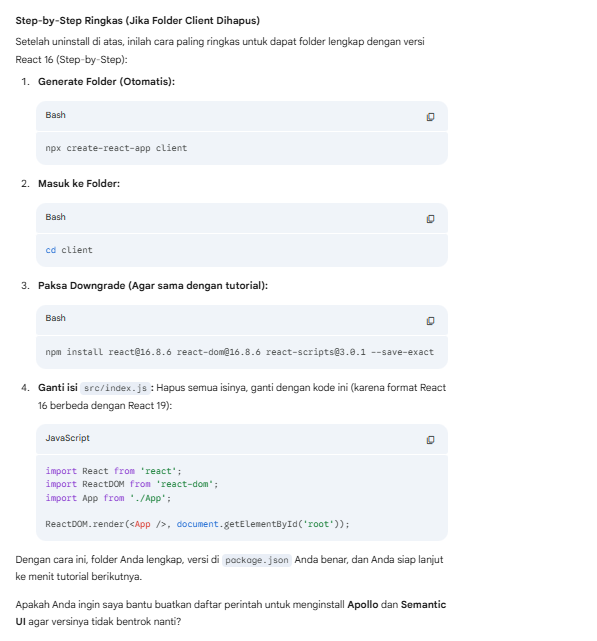 Step-by-Step Ringkas (Jika Folder Client Dihapus)
Setelah uninstall di atas, inilah cara paling ringkas untuk dapat folder lengkap dengan versi
React 16 (Step-by-Step):
1. Generate Folder (Otomatis):
Bash
npx create-react-app client
2. Masuk ke Folder:
Bash
cd client
3. Paksa Downgrade (Agar sama dengan tutorial):
Bash
npm install react@16.8.6 react-dom@16.8.6 react-scripts@3.0.1 --save-exact
4. Ganti isi src/index.js : Hapus semua isinya, ganti dengan kode ini (karena format React
16 berbeda dengan React 19):
JavaScript
import React from 'react';
import ReactDOM from 'react-dom';
import App from './App';
ReactDOM.render(<App />, document.getElementById('root'));
Dengan cara ini, folder Anda lengkap, versi di package.json Anda benar, dan Anda siap lanjut
ke menit tutorial berikutnya.
Apakah Anda ingin saya bantu buatkan daftar perintah untuk menginstall Apollo dan Semantic
UI agar versinya tidak bentrok nanti?